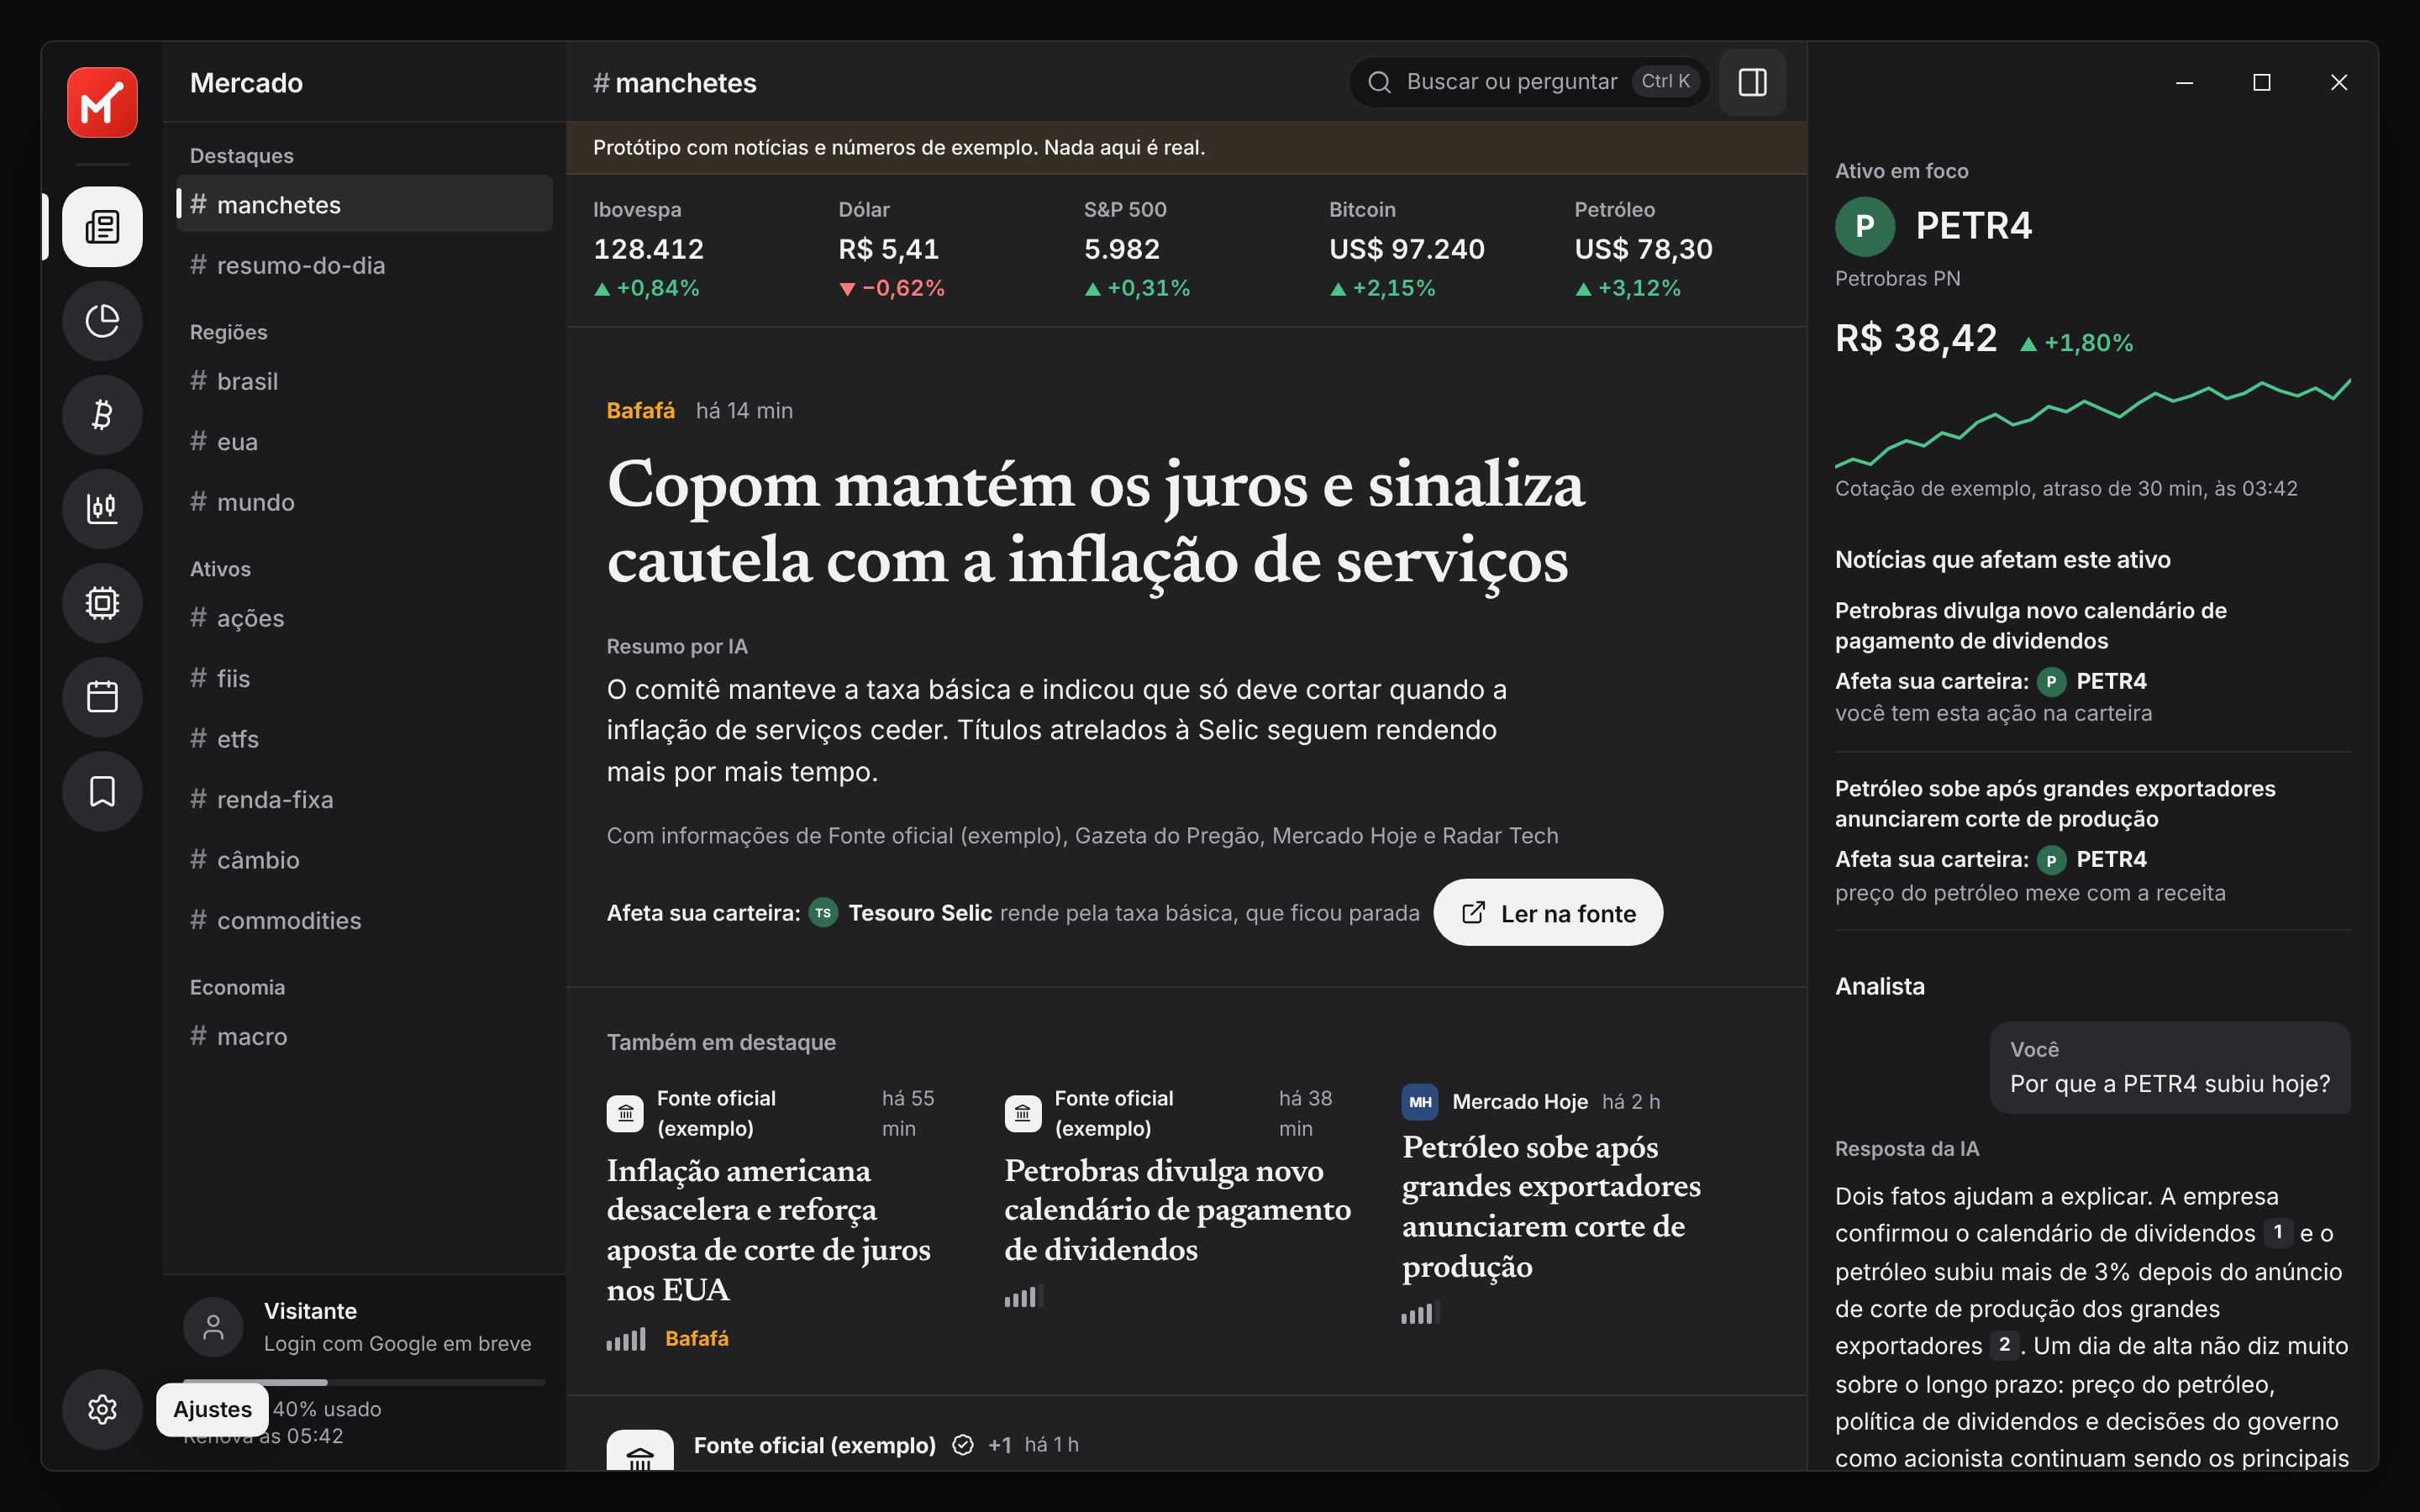 Mercado
Destaques
# manchetes
# resumo-do-dia
Regiões
# brasil
# eua
# mundo
Ativos
# ações
# fiis
# etfs
# renda-fixa
# câmbio
# commodities
Economia
# macro
Visitante
Login com Google em breve
Ajustes
40% usado
Renova às 05:42
# manchetes
Buscar ou perguntar
Ctrl K
Protótipo com notícias e números de exemplo. Nada aqui é real.
Ibovespa
128.412
+0,84%
Dólar
R$ 5,41
−0,62%
S&P 500
5.982
+0,31%
Bitcoin
US$ 97.240
+2,15%
Petróleo
US$ 78,30
+3,12%
Bafafá há 14 min
Copom mantém os juros e sinaliza
cautela com a inflação de serviços
Resumo por IA
O comitê manteve a taxa básica e indicou que só deve cortar quando a
inflação de serviços ceder. Títulos atrelados à Selic seguem rendendo
mais por mais tempo.
Com informações de Fonte oficial (exemplo), Gazeta do Pregão, Mercado Hoje e Radar Tech
Afeta sua carteira: TS Tesouro Selic rende pela taxa básica, que ficou parada
Ler na fonte
Também em destaque
Fonte oficial
(exemplo)
há 55
min
Inflação americana
desacelera e reforça
aposta de corte de juros
nos EUA
Bafafá
Fonte oficial
(exemplo)
há 38
min
Petrobras divulga novo
calendário de pagamento
de dividendos
MH Mercado Hoje há 2 h
Petróleo sobe após
grandes exportadores
anunciarem corte de
produção
Fonte oficial (exemplo) +1 há 1 h
Ativo em foco
P PETR4
Petrobras PN
R$ 38,42 +1,80%
Cotação de exemplo, atraso de 30 min, às 03:42
Notícias que afetam este ativo
Petrobras divulga novo calendário de
pagamento de dividendos
Afeta sua carteira: P PETR4
você tem esta ação na carteira
Petróleo sobe após grandes exportadores
anunciarem corte de produção
Afeta sua carteira: P PETR4
preço do petróleo mexe com a receita
Analista
Você
Por que a PETR4 subiu hoje?
Resposta da IA
Dois fatos ajudam a explicar. A empresa
confirmou o calendário de dividendos 1 e o
petróleo subiu mais de 3% depois do anúncio
de corte de produção dos grandes
exportadores 2. Um dia de alta não diz muito
sobre o longo prazo: preço do petróleo,
política de dividendos e decisões do governo
como acionista continuam sendo os principais